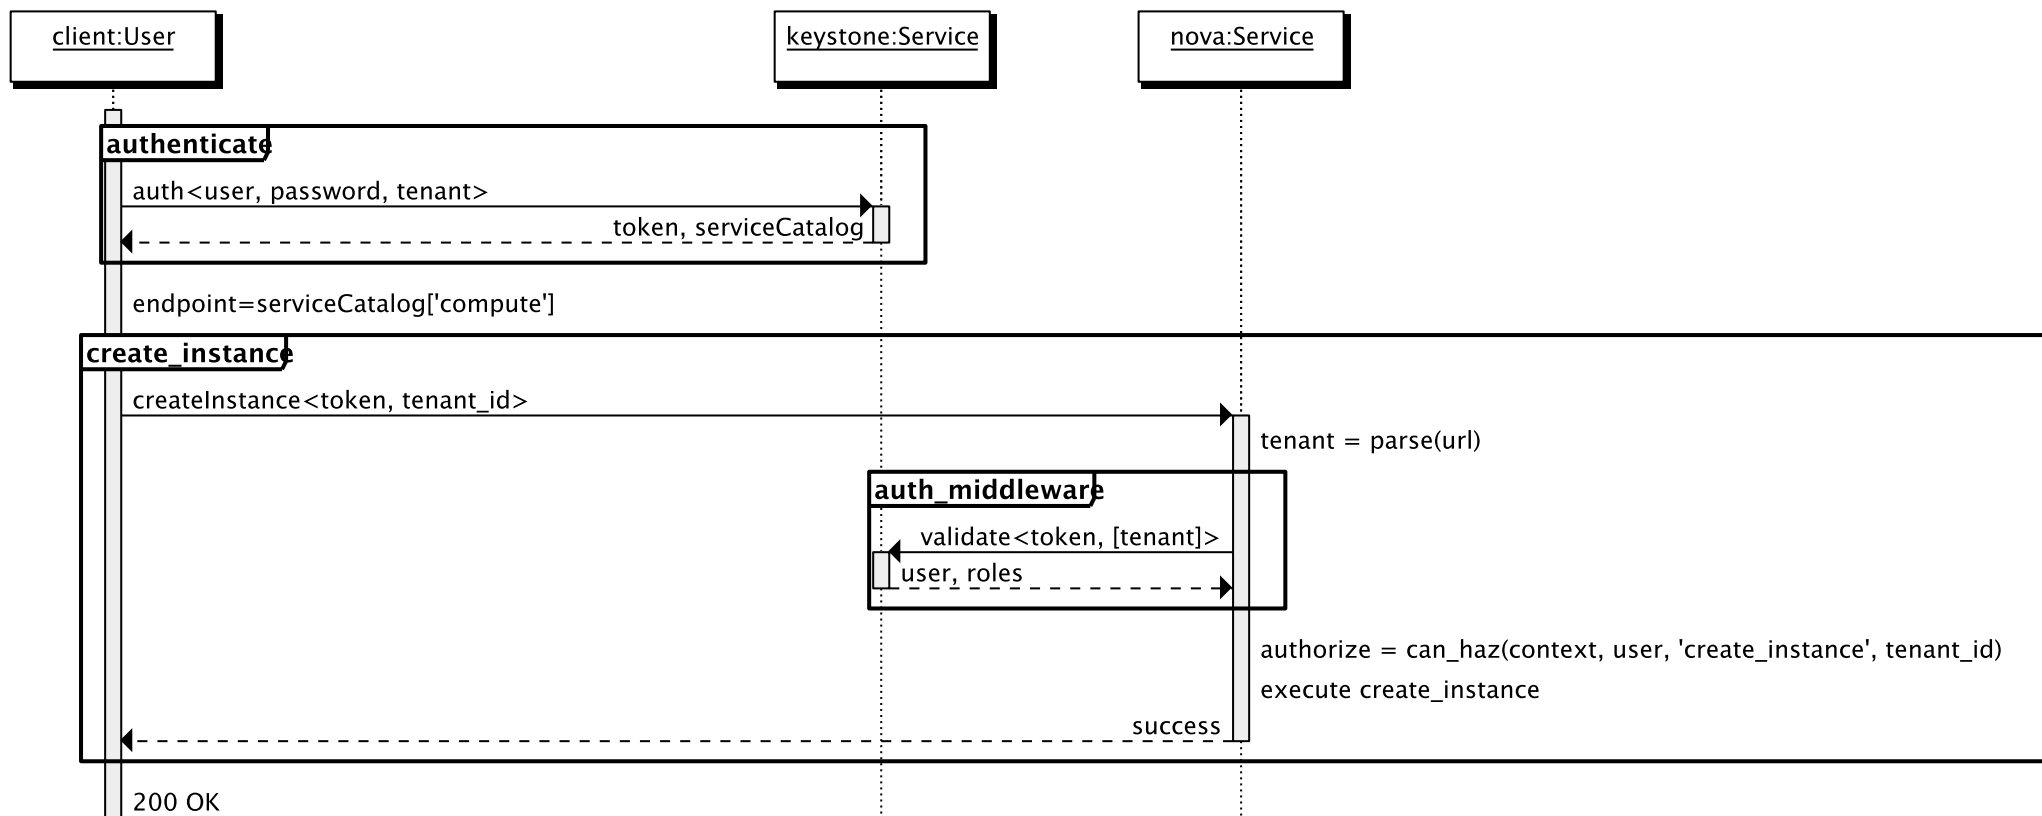 client:User
keystone:Service
nova:Service
authenticate
auth<user, password, tenant>
token, serviceCatalog
endpoint=serviceCatalog['compute']
create_instance
createInstance<token, tenant_id>
tenant = parse(url)
auth_middleware
validate<token, [tenant]>
user, roles
authorize = can_haz(context, user, 'create_instance', tenant_id)
execute create_instance
success
200 OK